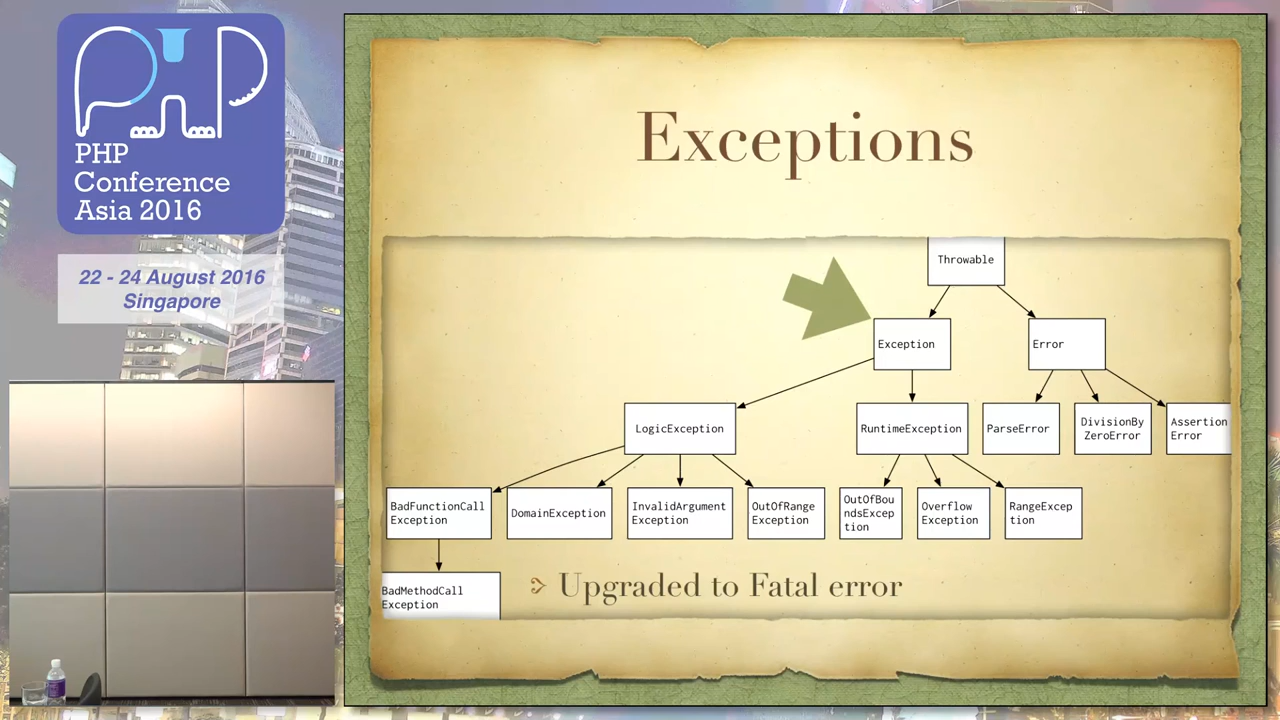 PHP
Conference
Asia 2016
22 - 24 August 2016
Singapore
Exceptions
Throwable
Exception
Error
LogicException
RuntimeException
ParseError
DivisionBy
ZeroError
Assertion
Error
BadFunctionCall
Exception
DomainException
InvalidArgument
Exception
OutOfRange
Exception
OutOfBou
ndsExcep
tion
Overflow
Exception
RangeExcep
tion
BadMethodCall
Exception
Upgraded to Fatal error